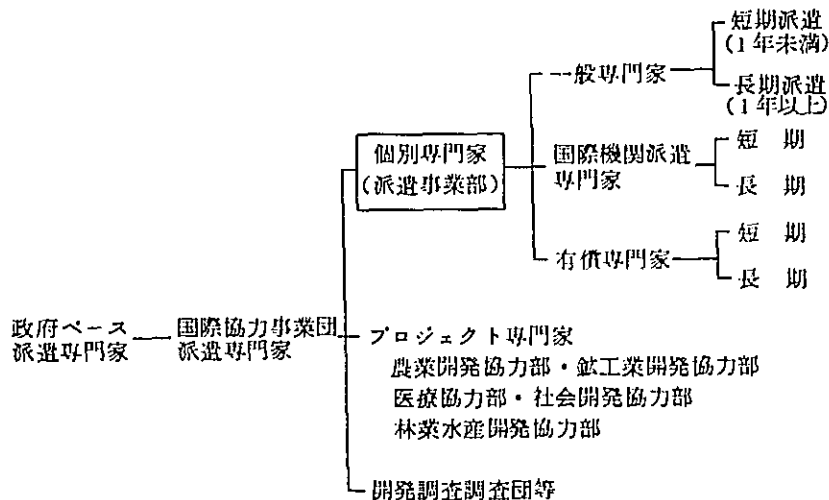 短期派遣
(1年未満)
一般専門家
長期派遣
(1年以上)
個別専門家
(派遣事業部)
国際機関派遣
専門家
短 期
長 期
有償専門家
短 期
長 期
政府ベース
派遣専門家
国際協力事業団
派遣専門家
プロジェクト専門家
農業開発協力部・鉱工業開発協力部
医療協力部・社会開発協力部
林業水産開発協力部
開発調査調査団等